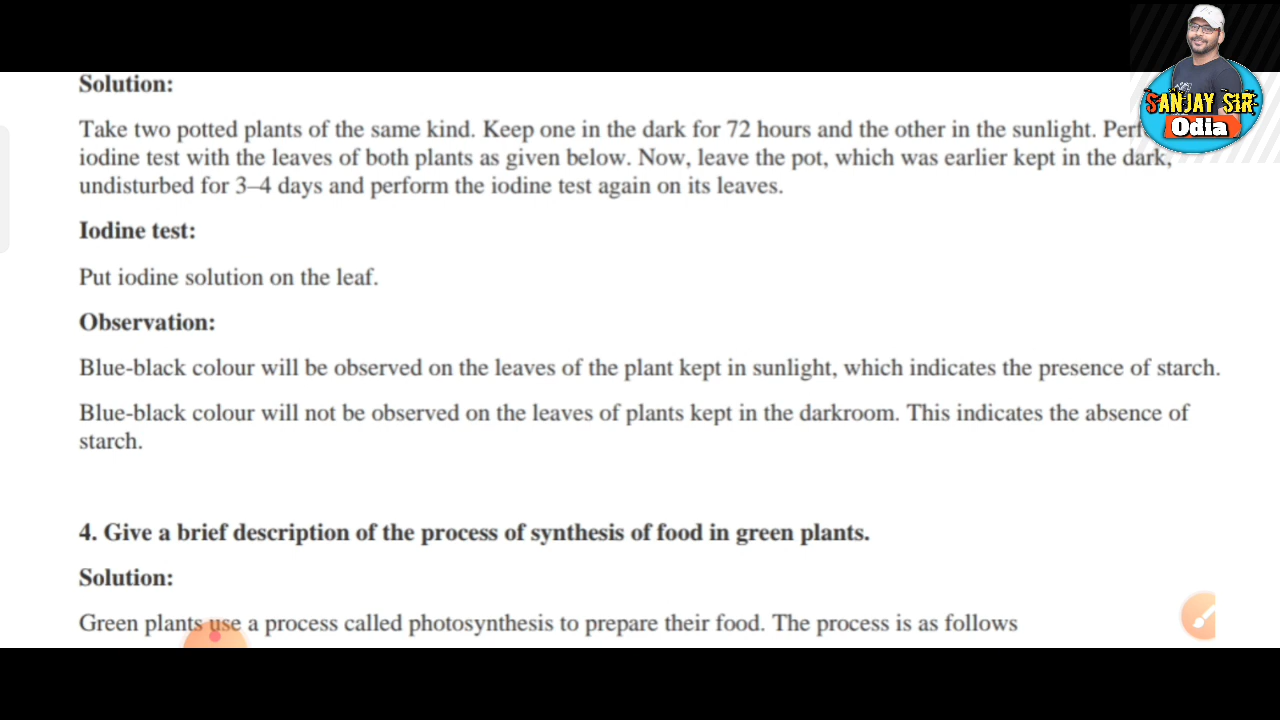 SANJAY SIR
Odia
Solution:
Take two potted plants of the same kind. Keep one in the dark for 72 hours and the other in the sunlight.
iodine test with the leaves of both plants as given below. Now, leave the pot, which was earlier kept in the dark,
undisturbed for 3–4 days and perform the iodine test again on its leaves.
Iodine test:
Put iodine solution on the leaf.
Observation:
Blue-black colour will be observed on the leaves of the plant kept in sunlight, which indicates the presence of starch.
Blue-black colour will not be observed on the leaves of plants kept in the darkroom. This indicates the absence of
starch.
4. Give a brief description of the process of synthesis of food in green plants.
Solution:
Green plants use a process called photosynthesis to prepare their food. The process is as follows